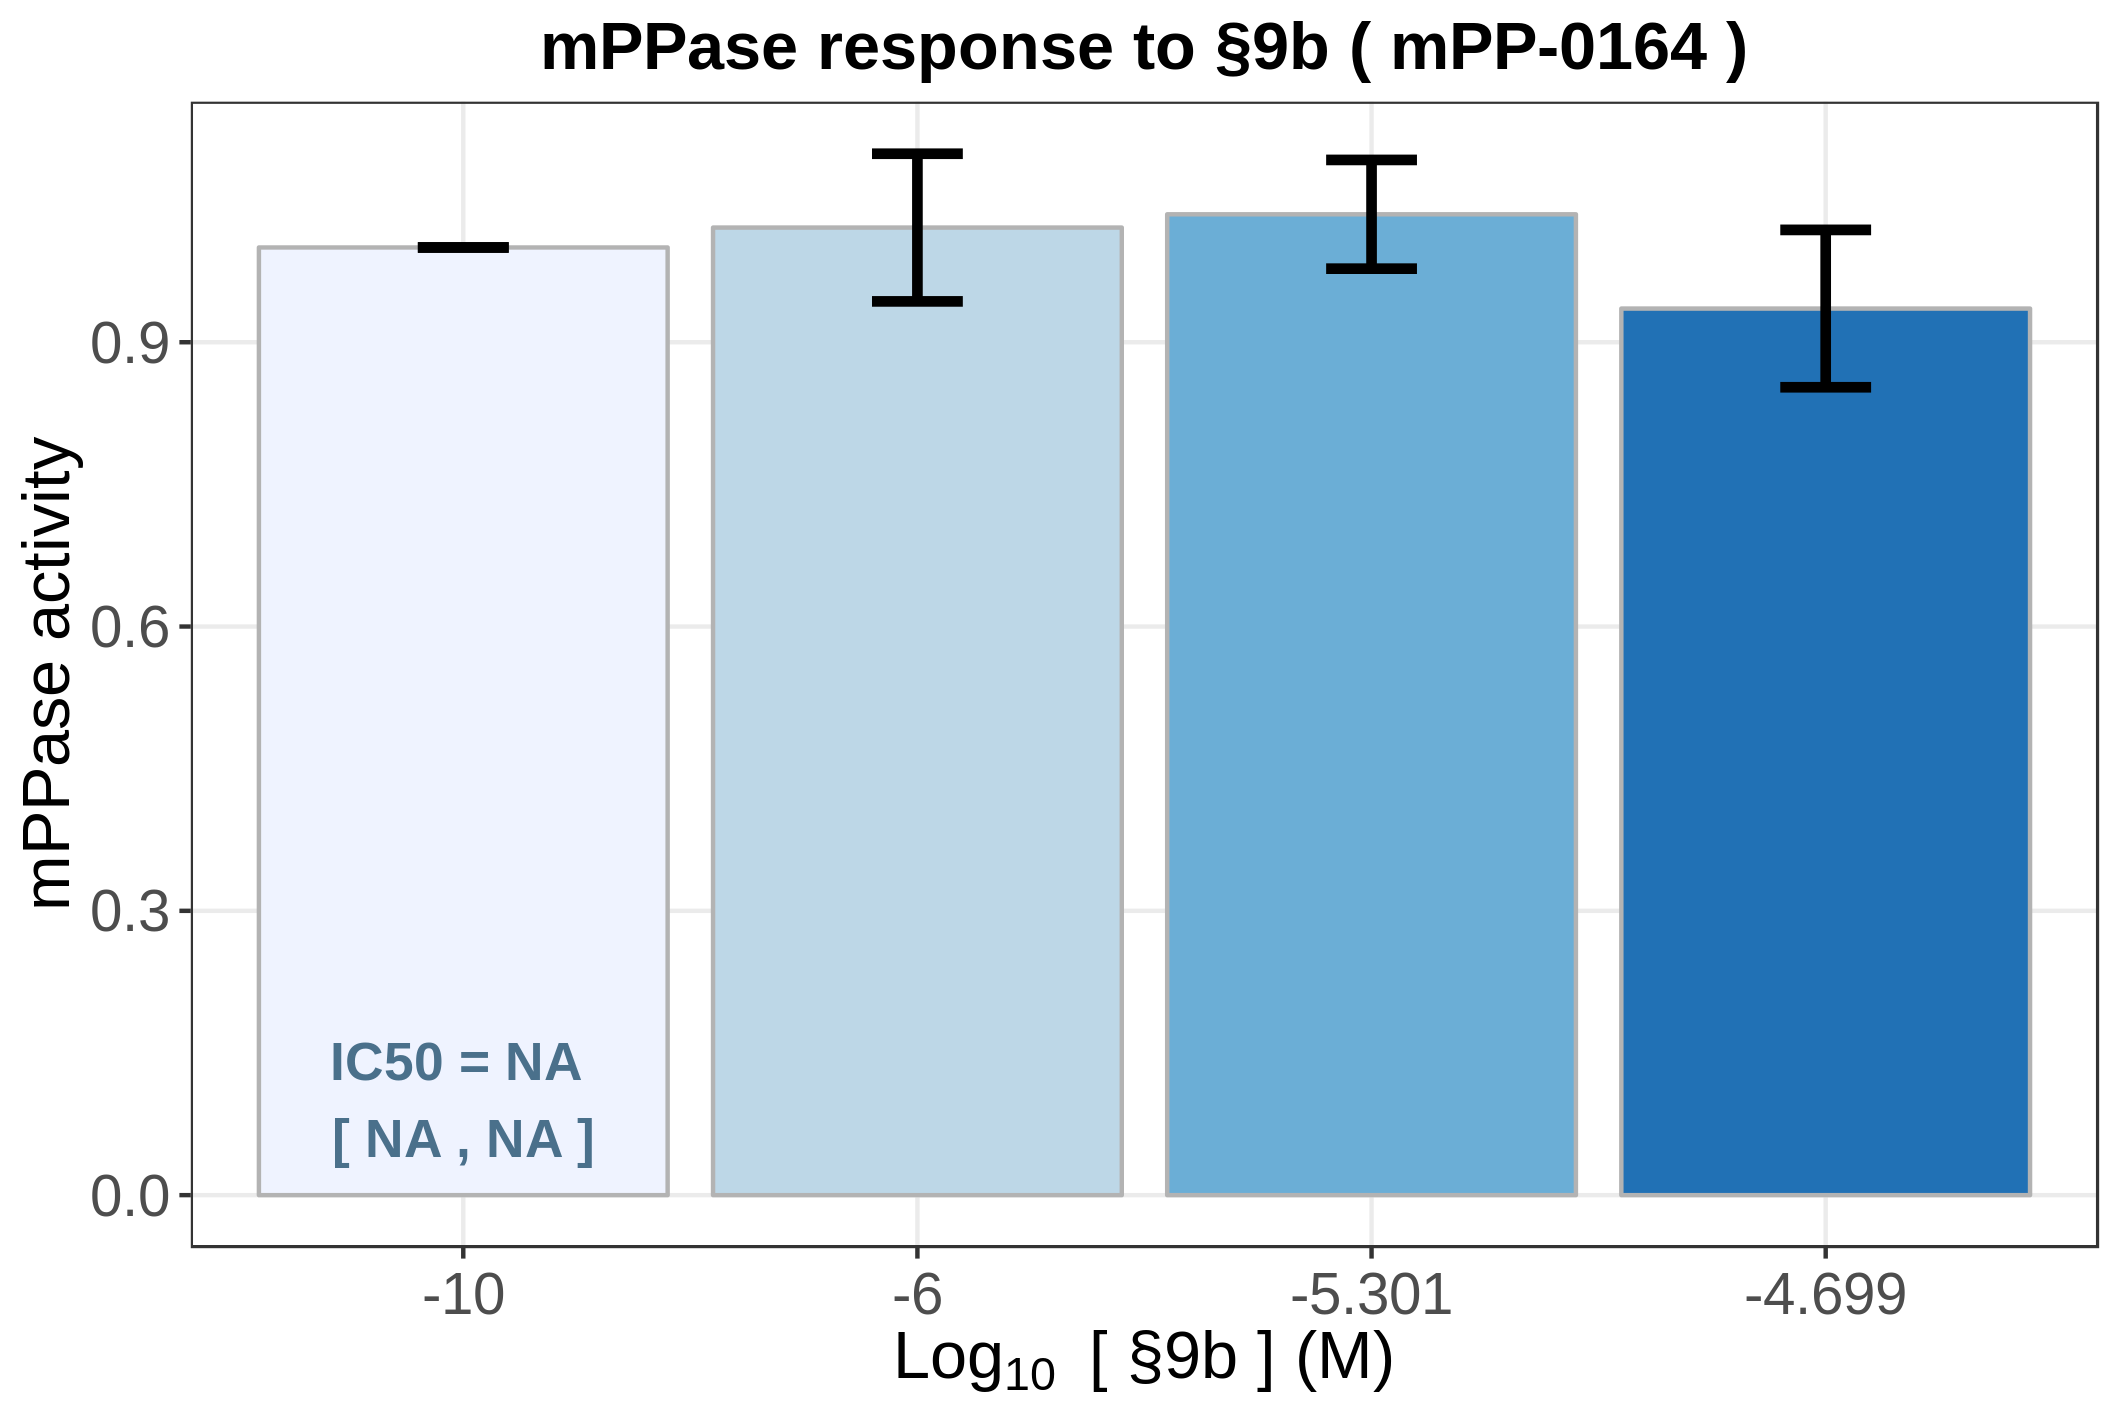 mPPase response to §9b ( mPP-0164 )
mPPase activity
0.9
0.6
0.3
0.0
IC50 = NA
[ NA , NA ]
-10
-6
-5.301
-4.699
Log₁₀ [ §9b ] (M)